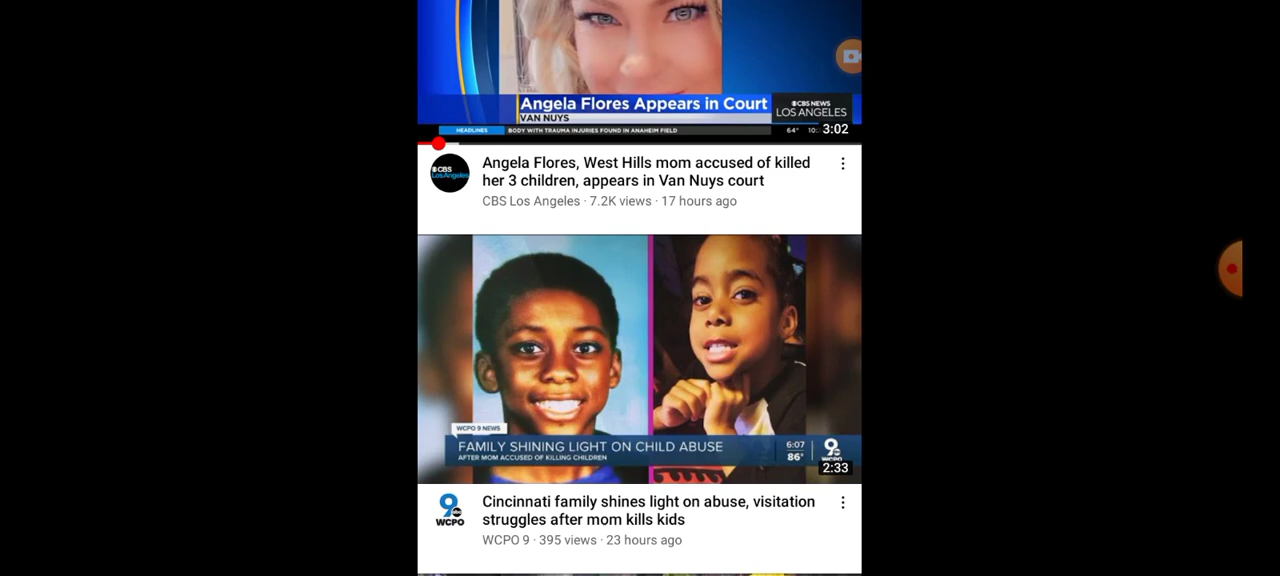 Angela Flores Appears in Court
VAN NUYS
CBS NEWS
LOS ANGELES
HEADLINES BODY WITH TRAUMA INJURIES FOUND IN ANAHEIM FIELD 64° 10: 3:02
CBS
Los Angeles
Angela Flores, West Hills mom accused of killed
her 3 children, appears in Van Nuys court
CBS Los Angeles · 7.2K views · 17 hours ago
WCPO 9 NEWS
FAMILY SHINING LIGHT ON CHILD ABUSE
AFTER MOM ACCUSED OF KILLING CHILDREN
6:07
86°
9
WCPO
2:33
9
abc
WCPO
Cincinnati family shines light on abuse, visitation
struggles after mom kills kids
WCPO 9 · 395 views · 23 hours ago